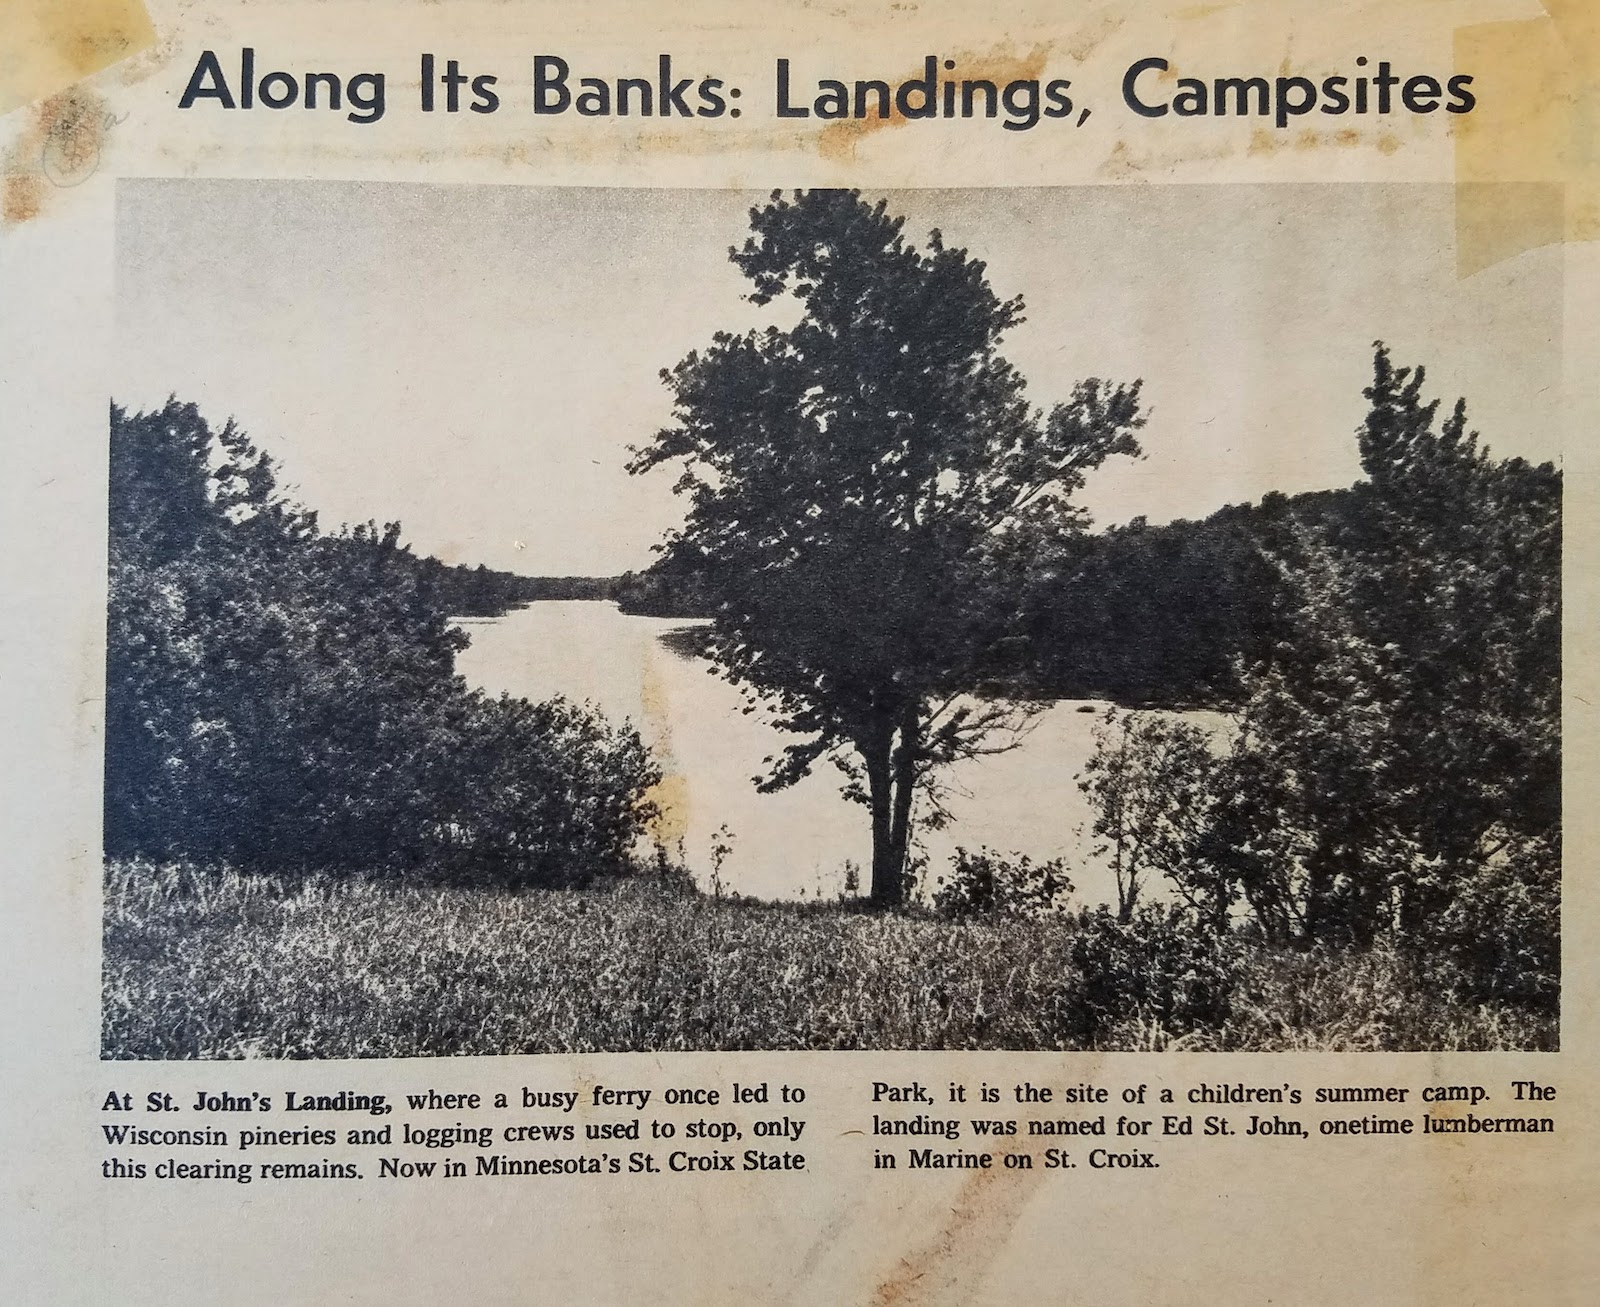 Along Its Banks: Landings, Campsites
At St. John's Landing, where a busy ferry once led to
Wisconsin pineries and logging crews used to stop, only
this clearing remains. Now in Minnesota's St. Croix State
Park, it is the site of a children's summer camp. The
landing was named for Ed St. John, onetime lumberman
in Marine on St. Croix.